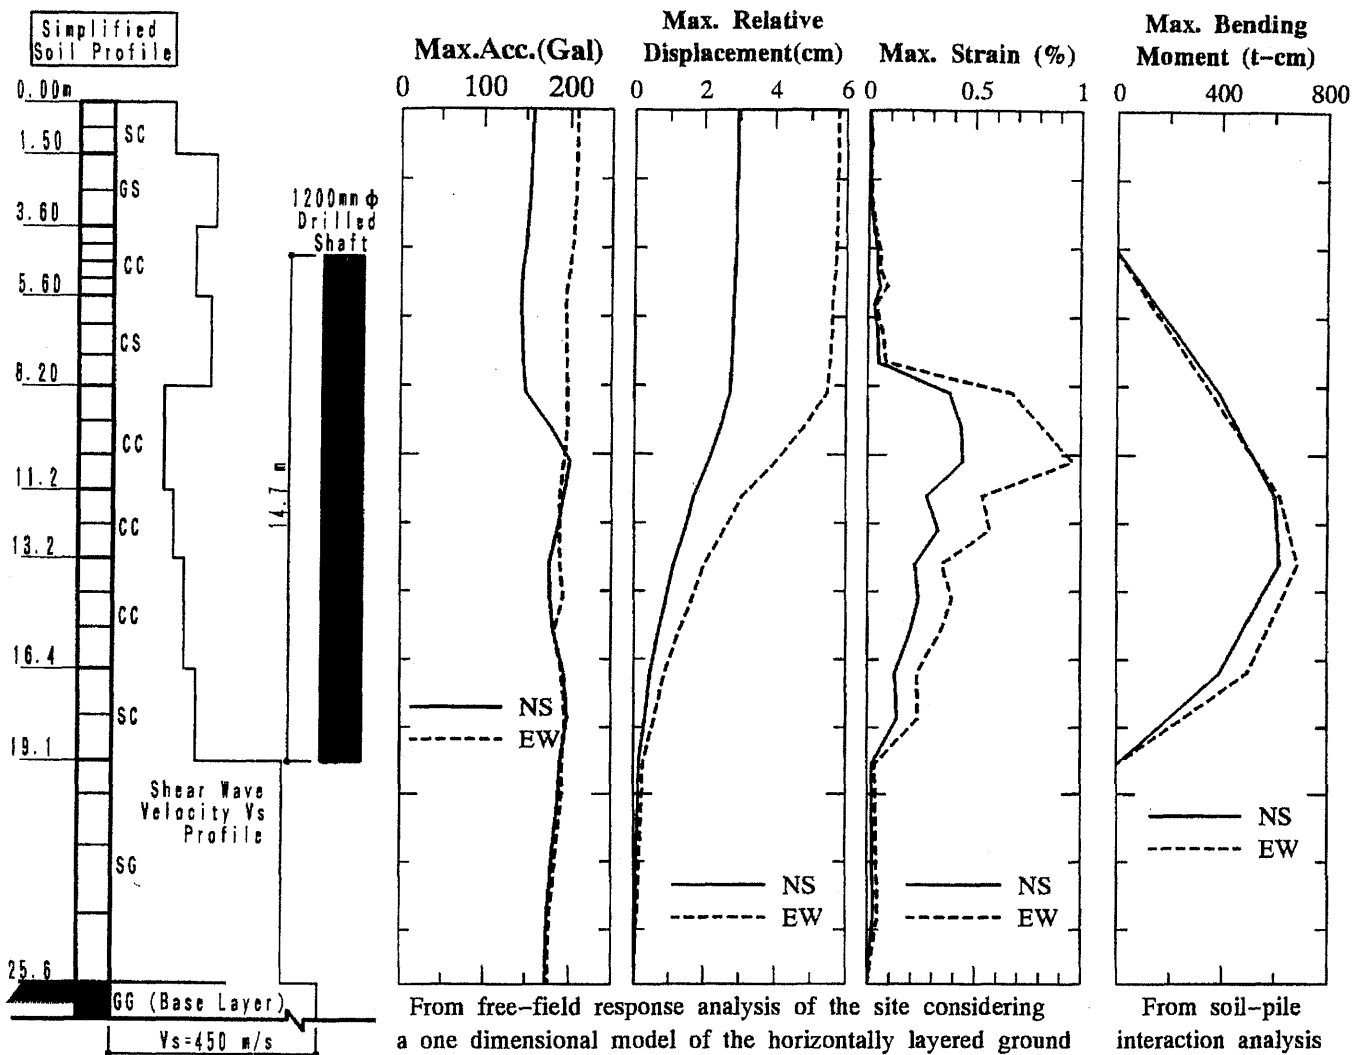 Simplified
Soil Profile
0.00m
SC
1.50
GS
3.60
CC
5.60
CS
8.20
CC
11.2
CC
13.2
CC
16.4
SC
19.1
SG
25.6
GG (Base Layer)
Vs=450 m/s
Shear Wave
Velocity Vs
Profile
1200mm ϕ
Drilled
Shaft
14.7 m
Max.Acc.(Gal)
0 100 200
NS
EW
Max. Relative
Displacement(cm)
0 2 4 6
NS
EW
Max. Strain (%)
0 0.5 1
NS
EW
Max. Bending
Moment (t-cm)
0 400 800
NS
EW
From free-field response analysis of the site considering
a one dimensional model of the horizontally layered ground
From soil-pile
interaction analysis